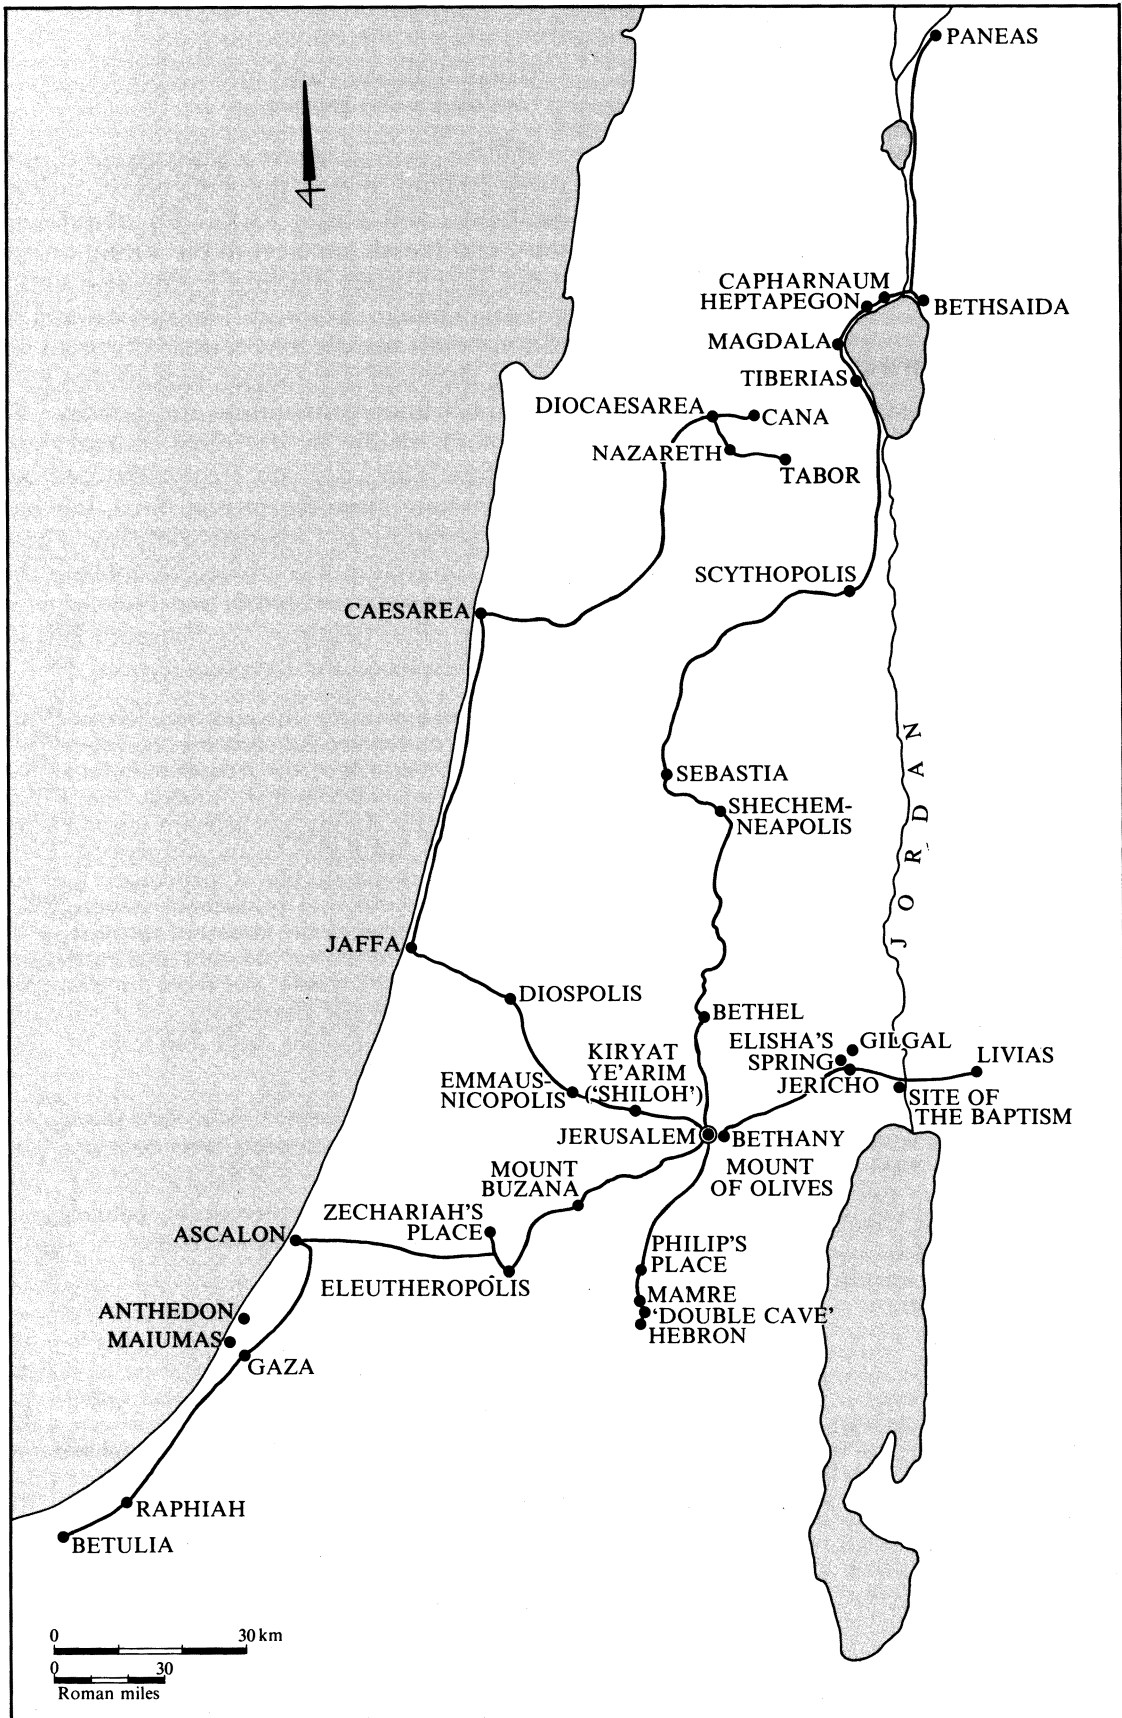 PANEAS
CAPHARNAUM
HEPTAPEGON
BETHSAIDA
MAGDALA
TIBERIAS
DIOCAESAREA
CANA
NAZARETH
TABOR
SCYTHOPOLIS
CAESAREA
JORDAN
SEBASTIA
SHECHEM-
NEAPOLIS
JAFFA
DIOSPOLIS
BETHEL
ELISHA'S
SPRING
GILGAL
LIVIAS
JERICHO
SITE OF
THE BAPTISM
KIRYAT
YE'ARIM
('SHILOH')
EMMAUS-
NICOPOLIS
JERUSALEM
BETHANY
MOUNT
OF OLIVES
MOUNT
BUZANA
ZECHARIAH'S
PLACE
ASCALON
ELEUTHEROPOLIS
PHILIP'S
PLACE
MAMRE
'DOUBLE CAVE'
HEBRON
ANTHEDON
MAIUMAS
GAZA
RAPHIAH
BETULIA
0 30 km
0 30
Roman miles